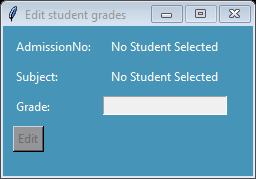 Edit student grades
AdmissionNo: No Student Selected
Subject: No Student Selected
Grade:
Edit